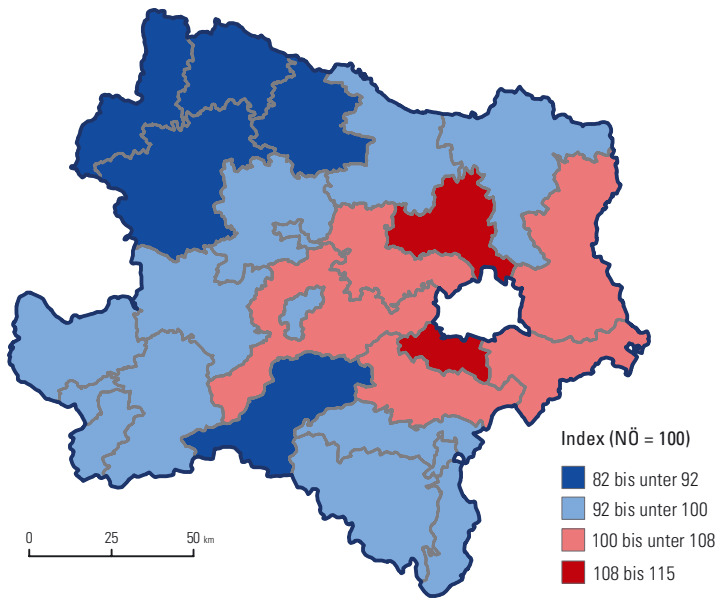 Index (NÖ = 100)
82 bis unter 92
92 bis unter 100
100 bis unter 108
108 bis 115
0 25 50 km